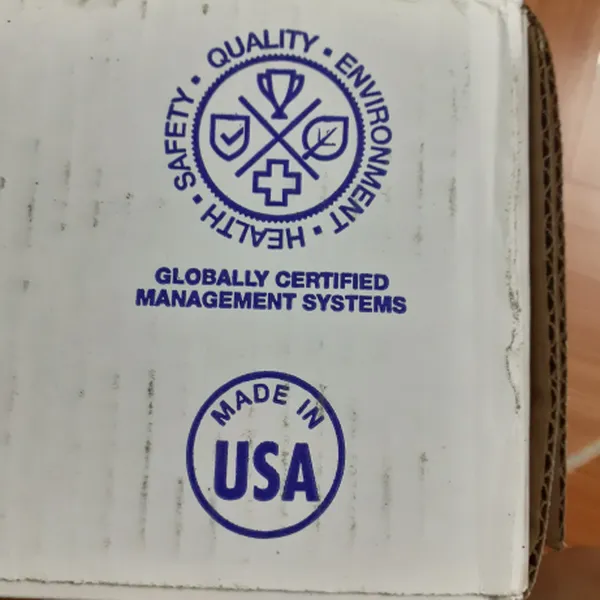 QUALITY • ENVIRONMENT • HEALTH • SAFETY •
GLOBALLY CERTIFIED
MANAGEMENT SYSTEMS
MADE IN
USA